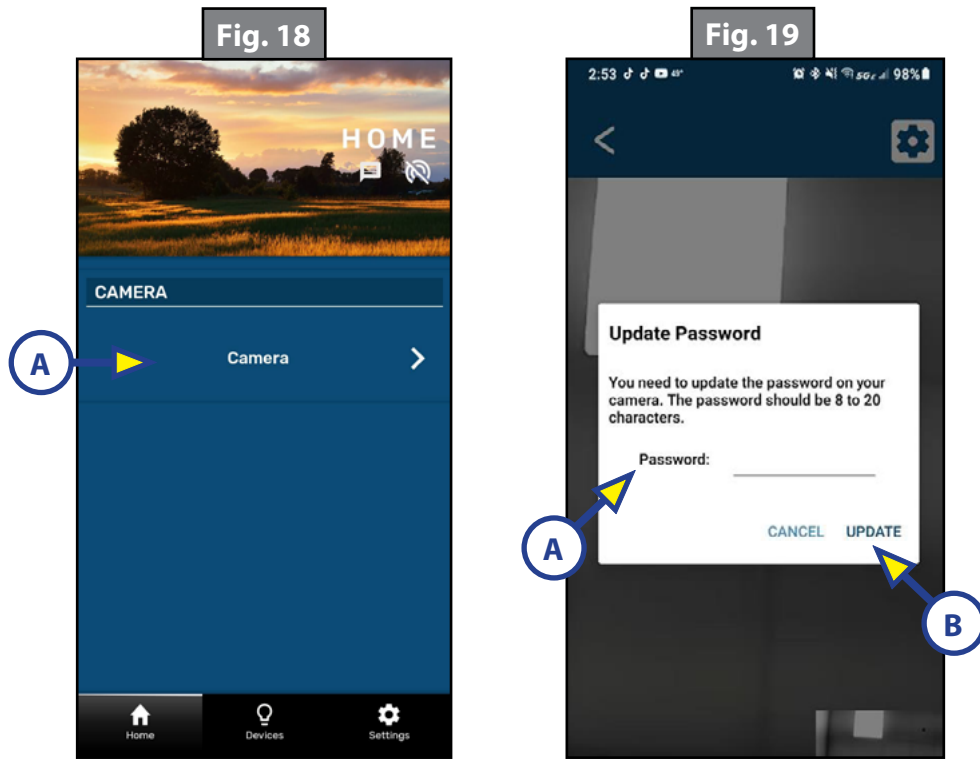 Fig. 18
HOME
CAMERA
Camera
A
Home Devices Settings
Fig. 19
2:53 98%
Update Password
You need to update the password on your
camera. The password should be 8 to 20
characters.
Password:
A
CANCEL UPDATE
B